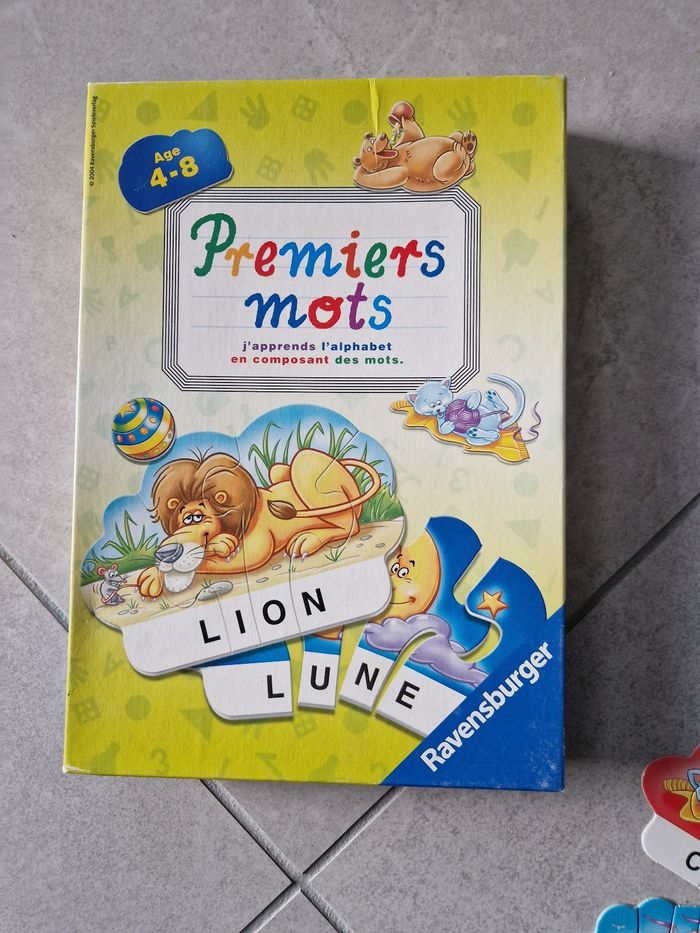 © 2004 Ravensburger Spieleverlag
Age
4-8
Premiers
mots
j'apprends l'alphabet
en composant des mots.
LION
LUNE
Ravensburger
C